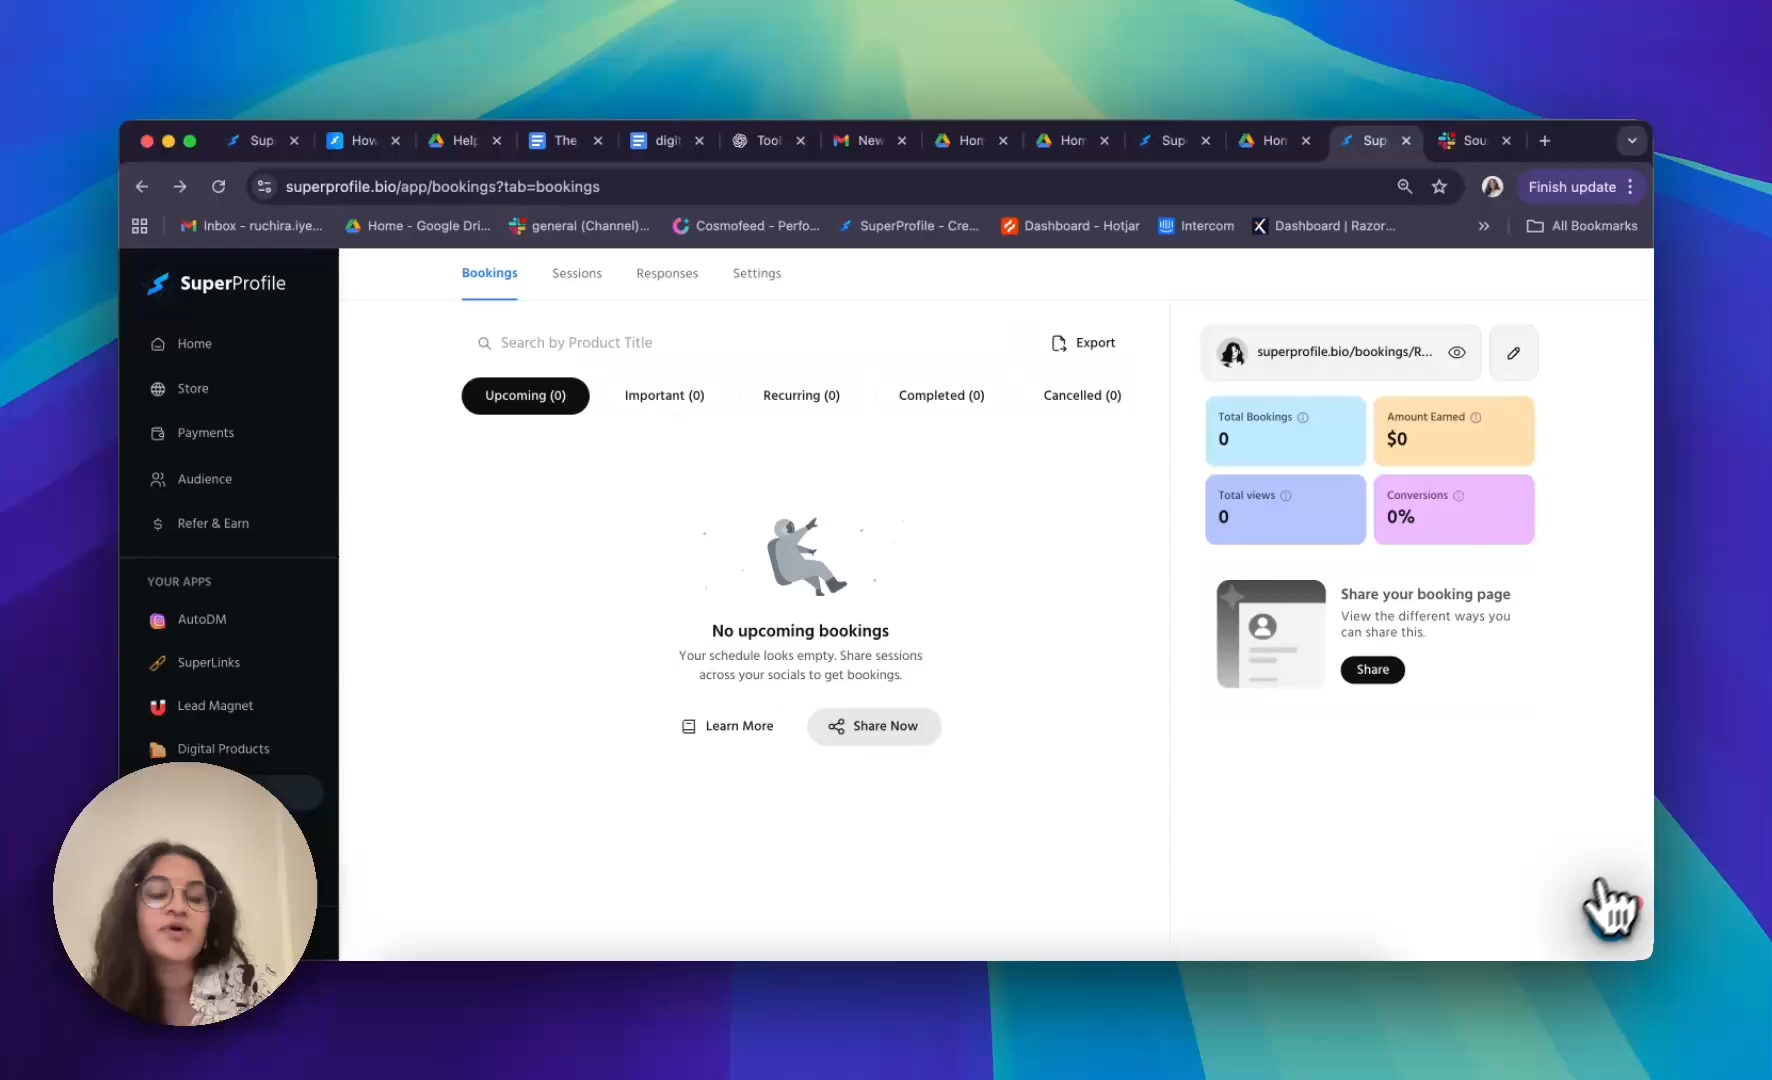 Sup
How
Help
The
digit
Tool
New
Hom
Hom
Sup
Hom
Sup
Sou
superprofile.bio/app/bookings?tab=bookings
Finish update
Inbox - ruchira.iye...
Home - Google Dri...
general (Channel)...
Cosmofeed - Perfo...
SuperProfile - Cre...
Dashboard - Hotjar
Intercom
Dashboard | Razor...
All Bookmarks
SuperProfile
Home
Store
Payments
Audience
Refer & Earn
YOUR APPS
AutoDM
SuperLinks
Lead Magnet
Digital Products
Bookings
Sessions
Responses
Settings
Search by Product Title
Export
Upcoming (0)
Important (0)
Recurring (0)
Completed (0)
Cancelled (0)
No upcoming bookings
Your schedule looks empty. Share sessions
across your socials to get bookings.
Learn More
Share Now
superprofile.bio/bookings/R...
Total Bookings
0
Amount Earned
$0
Total views
0
Conversions
0%
Share your booking page
View the different ways you
can share this.
Share